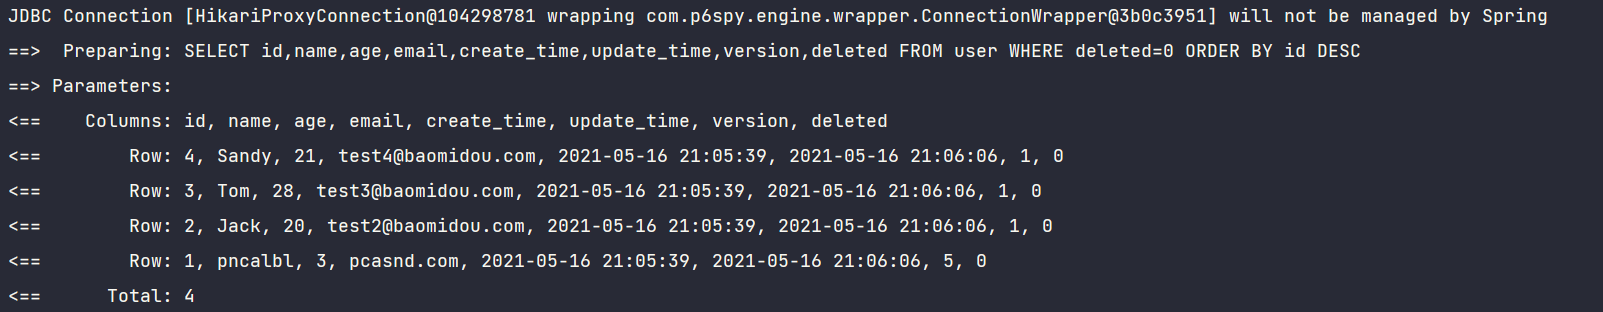 JDBC Connection [HikariProxyConnection@104298781 wrapping com.p6spy.engine.wrapper.ConnectionWrapper@3b0c3951] will not be managed by Spring
==>  Preparing: SELECT id,name,age,email,create_time,update_time,version,deleted FROM user WHERE deleted=0 ORDER BY id DESC
==> Parameters:
<==    Columns: id, name, age, email, create_time, update_time, version, deleted
<==        Row: 4, Sandy, 21, test4@baomidou.com, 2021-05-16 21:05:39, 2021-05-16 21:06:06, 1, 0
<==        Row: 3, Tom, 28, test3@baomidou.com, 2021-05-16 21:05:39, 2021-05-16 21:06:06, 1, 0
<==        Row: 2, Jack, 20, test2@baomidou.com, 2021-05-16 21:05:39, 2021-05-16 21:06:06, 1, 0
<==        Row: 1, pncalbl, 3, pcasnd.com, 2021-05-16 21:05:39, 2021-05-16 21:06:06, 5, 0
<==      Total: 4